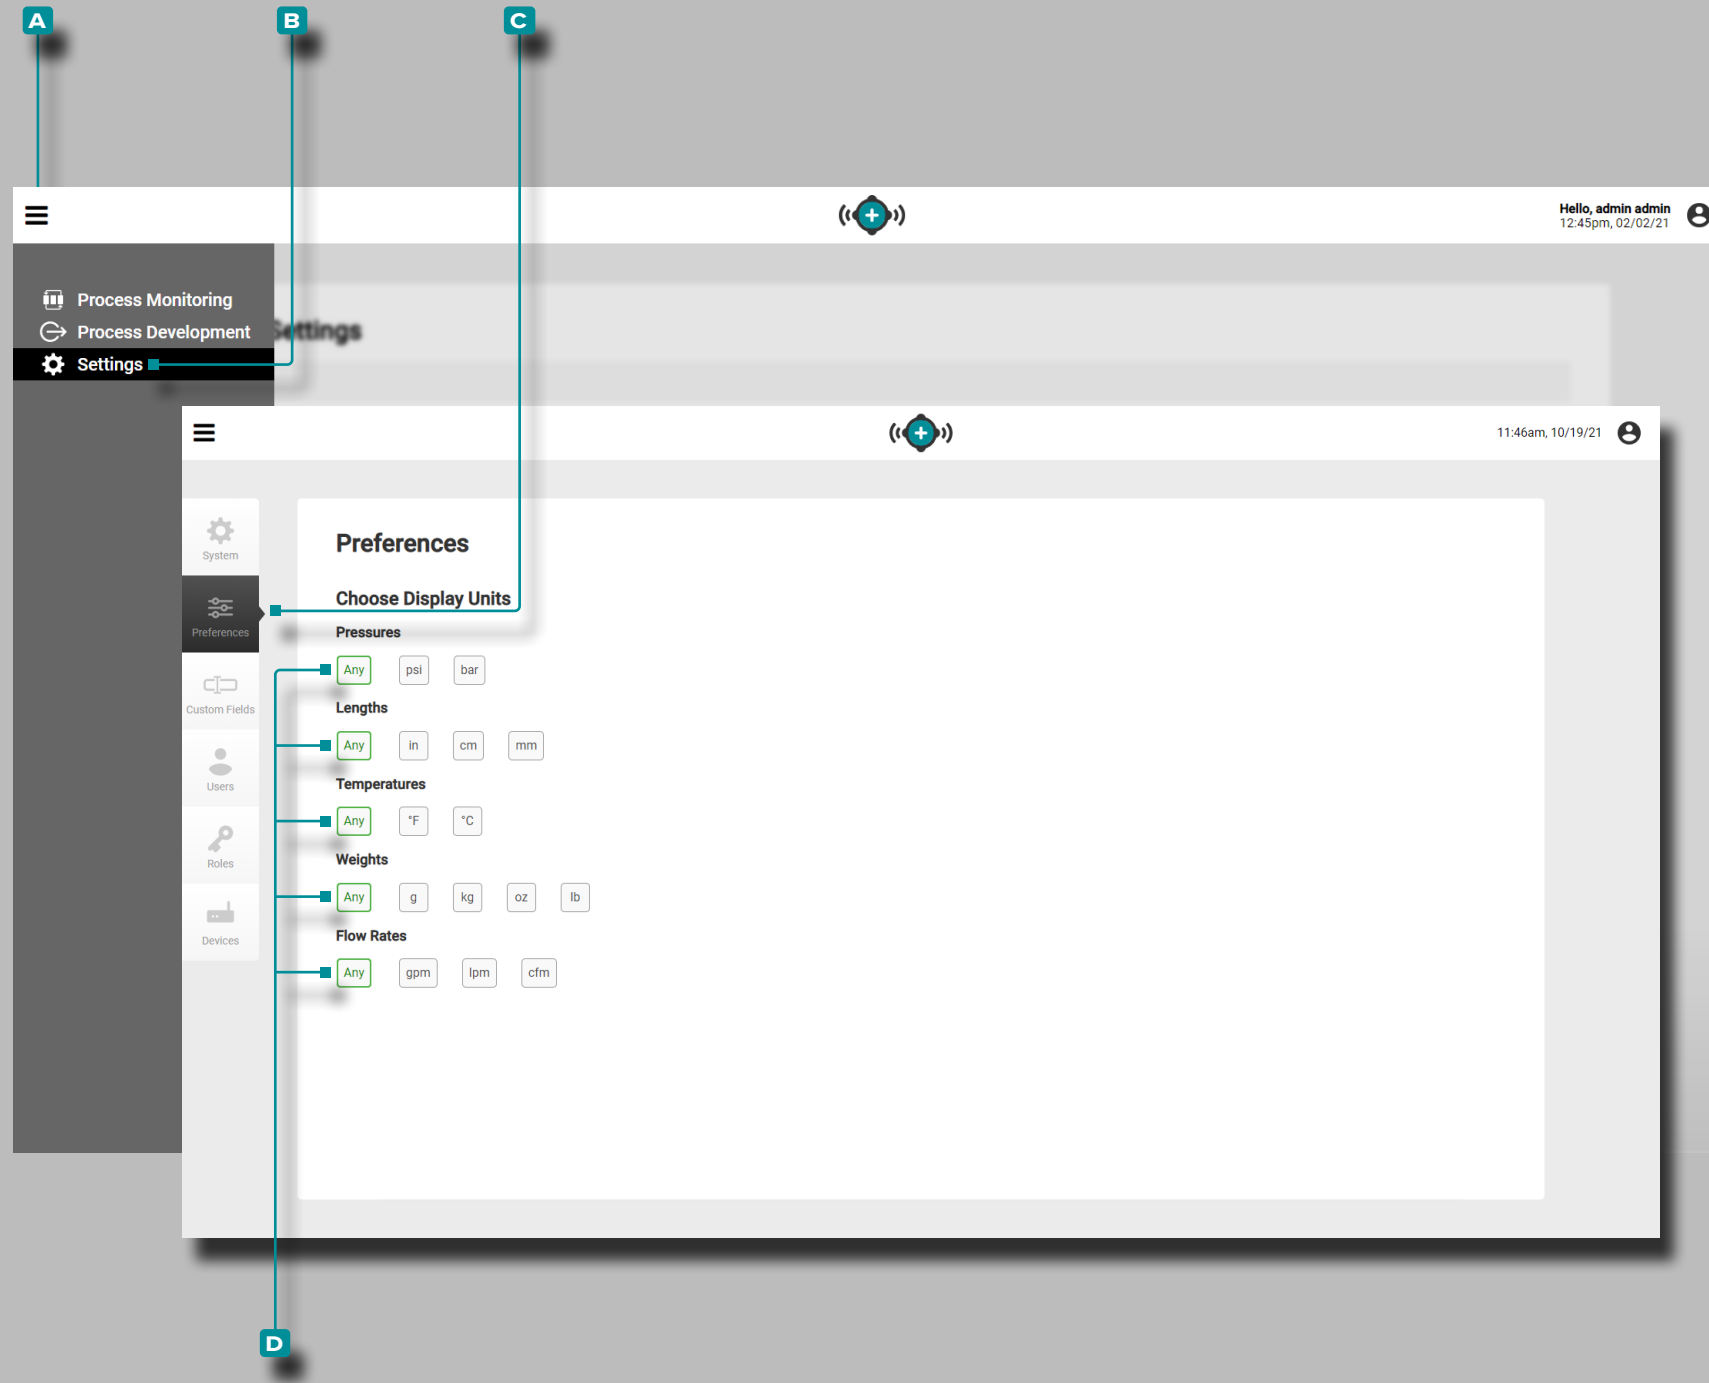 A B C
Hello, admin admin
12:45pm, 02/02/21
Process Monitoring
Process Development
Settings
Settings
11:46am, 10/19/21
System
Preferences
Custom Fields
Users
Roles
Devices
Preferences
Choose Display Units
Pressures
Any psi bar
Lengths
Any in cm mm
Temperatures
Any °F °C
Weights
Any g kg oz lb
Flow Rates
Any gpm lpm cfm
D